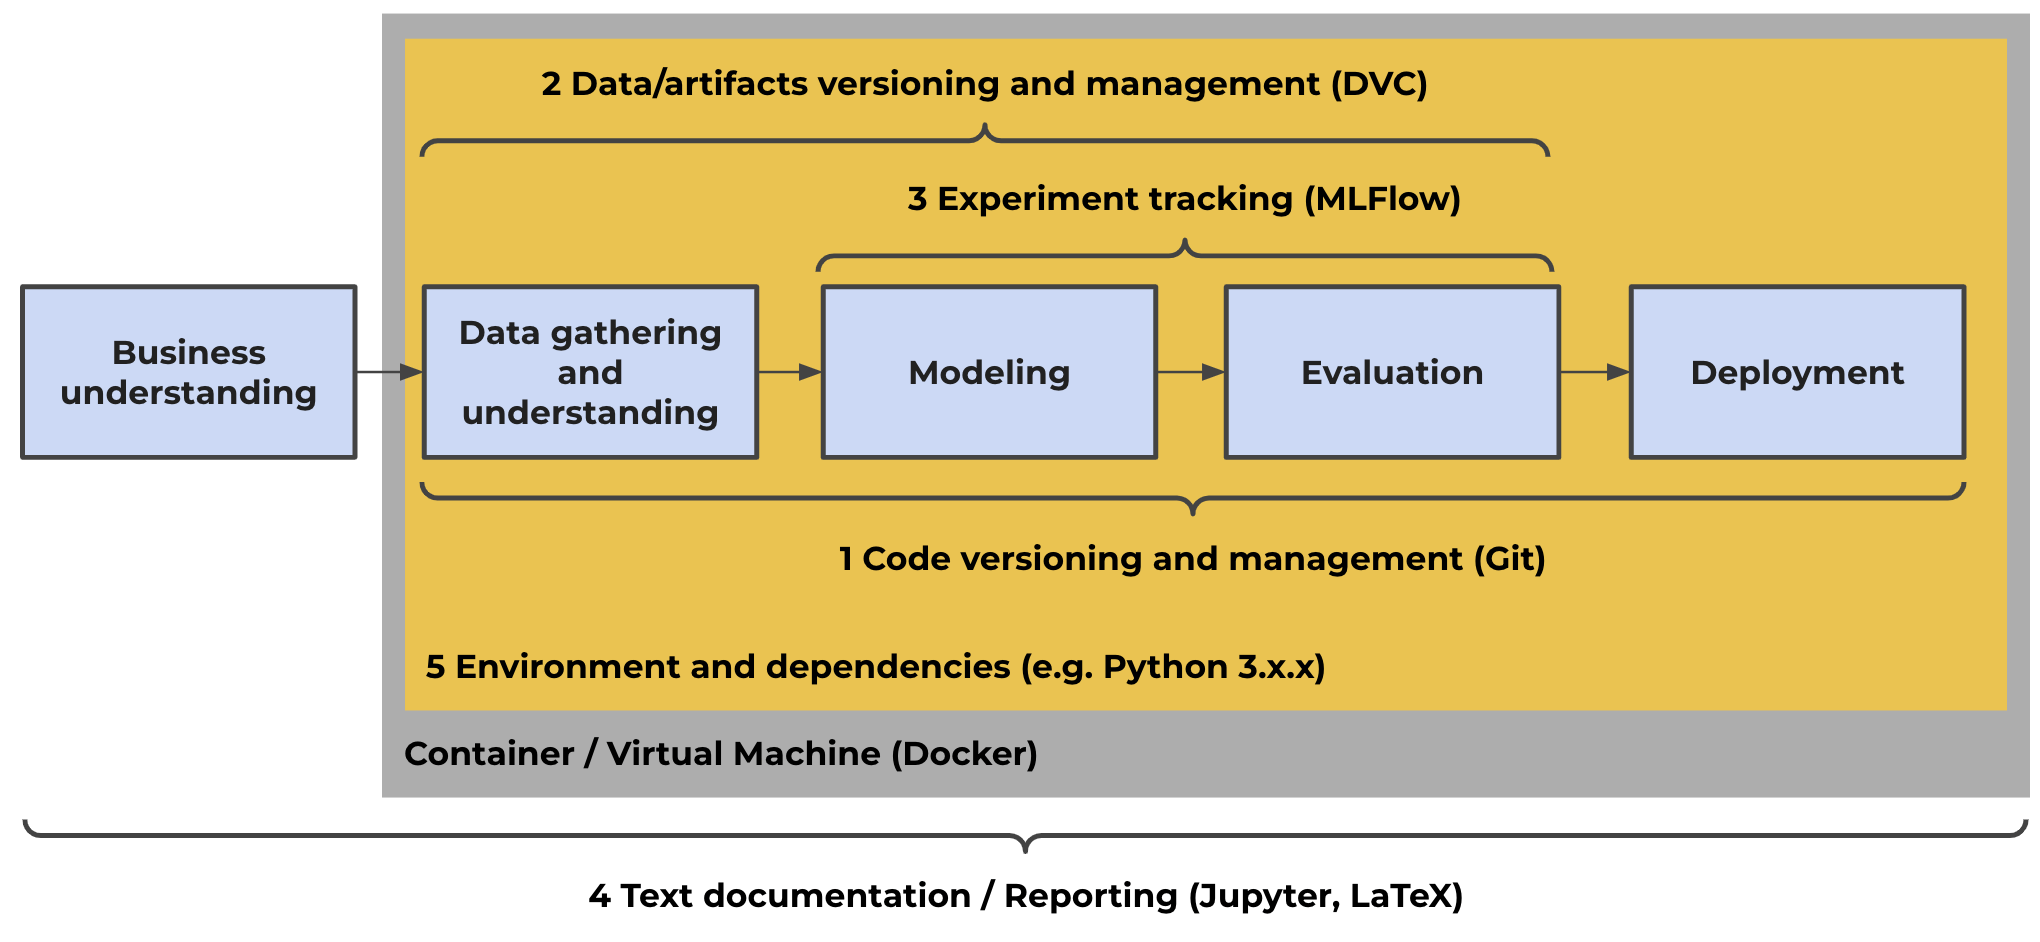 2 Data/artifacts versioning and management (DVC)
3 Experiment tracking (MLFlow)
Business
understanding
Data gathering
and
understanding
Modeling
Evaluation
Deployment
1 Code versioning and management (Git)
5 Environment and dependencies (e.g. Python 3.x.x)
Container / Virtual Machine (Docker)
4 Text documentation / Reporting (Jupyter, LaTeX)